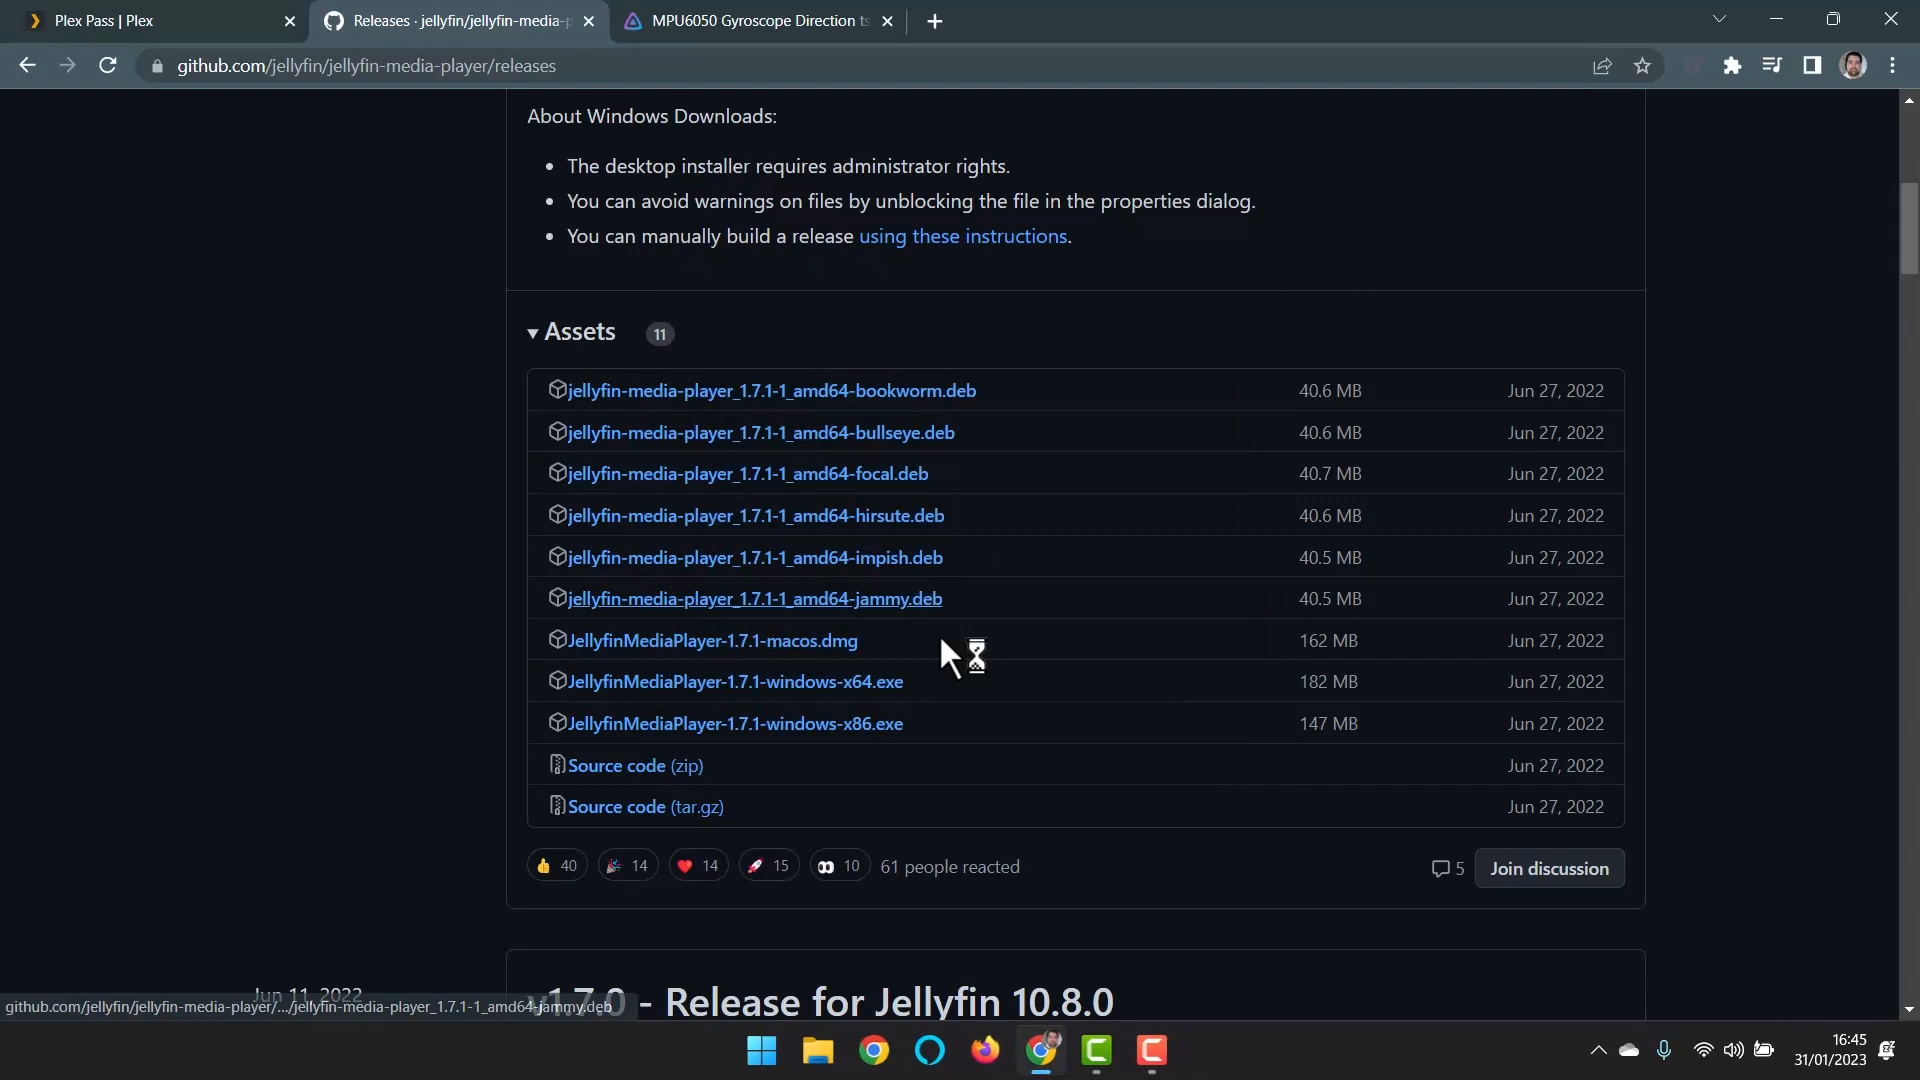 Plex Pass | Plex
Releases · jellyfin/jellyfin-media-p
MPU6050 Gyroscope Direction ts
github.com/jellyfin/jellyfin-media-player/releases
About Windows Downloads:
The desktop installer requires administrator rights.
You can avoid warnings on files by unblocking the file in the properties dialog.
You can manually build a release using these instructions.
Assets 11
jellyfin-media-player_1.7.1-1_amd64-bookworm.deb 40.6 MB Jun 27, 2022
jellyfin-media-player_1.7.1-1_amd64-bullseye.deb 40.6 MB Jun 27, 2022
jellyfin-media-player_1.7.1-1_amd64-focal.deb 40.7 MB Jun 27, 2022
jellyfin-media-player_1.7.1-1_amd64-hirsute.deb 40.6 MB Jun 27, 2022
jellyfin-media-player_1.7.1-1_amd64-impish.deb 40.5 MB Jun 27, 2022
jellyfin-media-player_1.7.1-1_amd64-jammy.deb 40.5 MB Jun 27, 2022
JellyfinMediaPlayer-1.7.1-macos.dmg 162 MB Jun 27, 2022
JellyfinMediaPlayer-1.7.1-windows-x64.exe 182 MB Jun 27, 2022
JellyfinMediaPlayer-1.7.1-windows-x86.exe 147 MB Jun 27, 2022
Source code (zip) Jun 27, 2022
Source code (tar.gz) Jun 27, 2022
40 14 14 15 10 61 people reacted 5 Join discussion
Jun 11, 2022
v1.7.0 - Release for Jellyfin 10.8.0
github.com/jellyfin/jellyfin-media-player/.../jellyfin-media-player_1.7.1-1_amd64-jammy.deb
16:45
31/01/2023